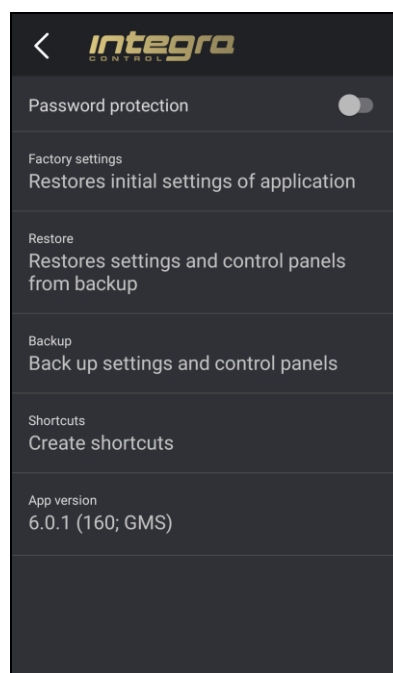 integra
CONTROL
Password protection
Factory settings
Restores initial settings of application
Restore
Restores settings and control panels
from backup
Backup
Back up settings and control panels
Shortcuts
Create shortcuts
App version
6.0.1 (160; GMS)